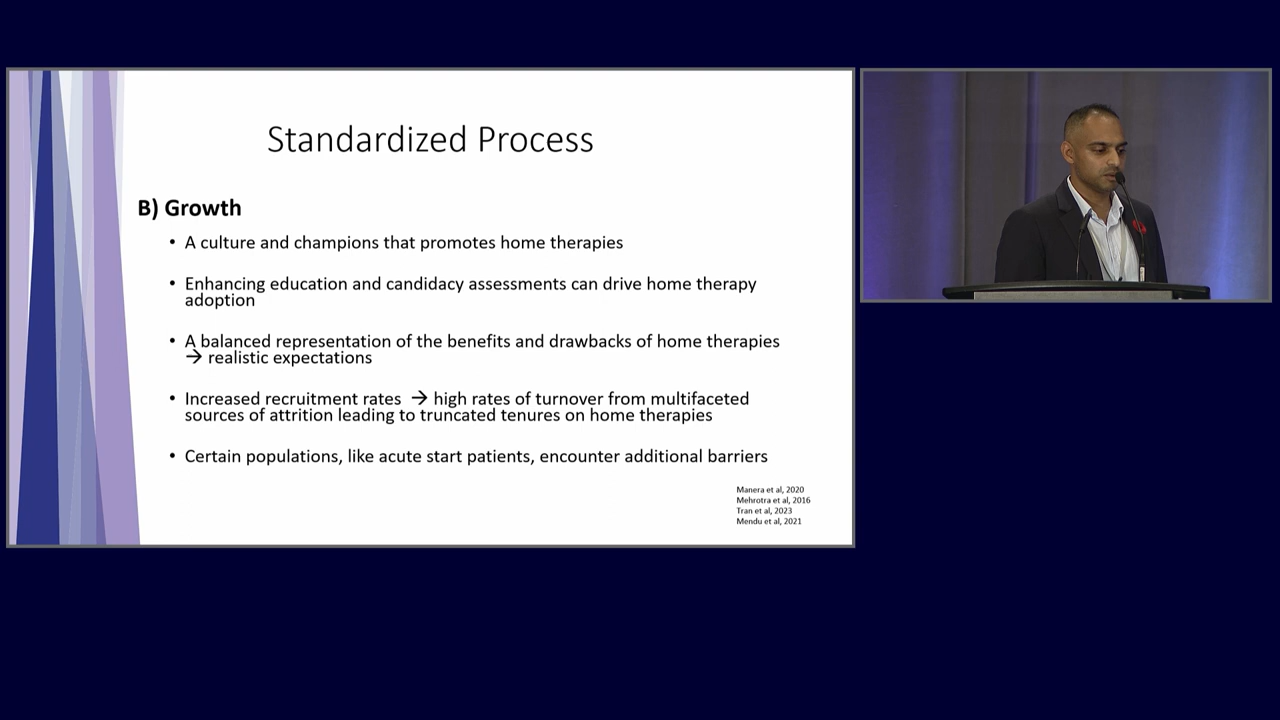 Standardized Process
B) Growth
• A culture and champions that promotes home therapies
• Enhancing education and candidacy assessments can drive home therapy
adoption
• A balanced representation of the benefits and drawbacks of home therapies
→ realistic expectations
• Increased recruitment rates → high rates of turnover from multifaceted
sources of attrition leading to truncated tenures on home therapies
• Certain populations, like acute start patients, encounter additional barriers
Manera et al, 2020
Mehrotra et al, 2016
Tran et al, 2023
Mendu et al, 2021